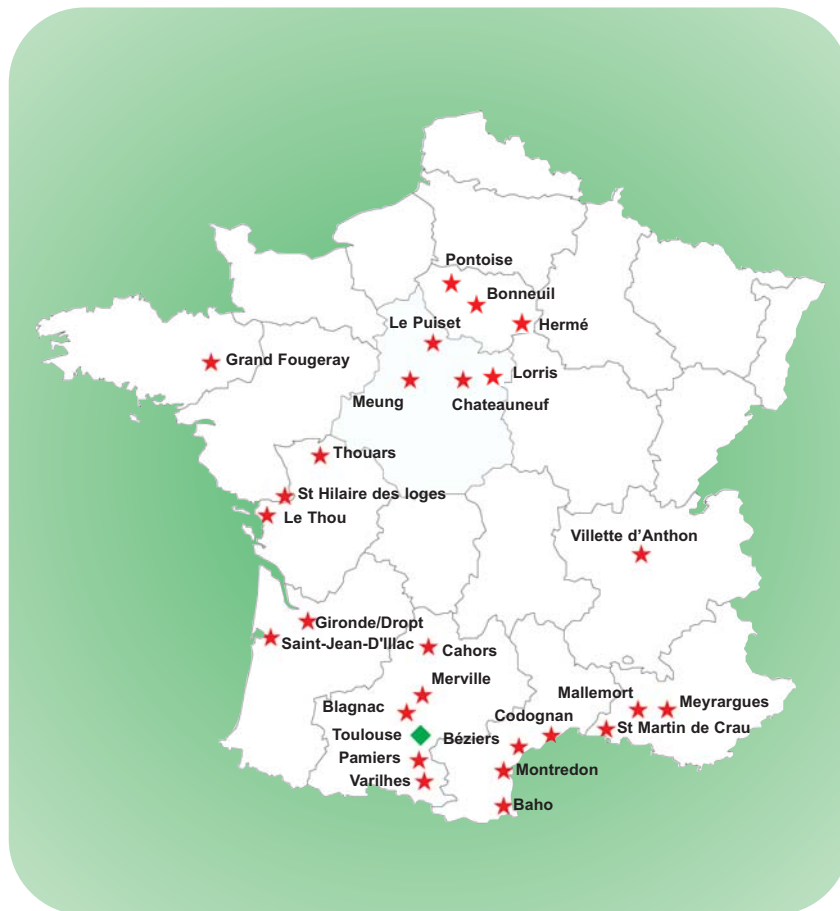 Pontoise
Bonneuil
Le Puiset
Hermé
Grand Fougeray
Lorris
Meung
Chateauneuf
Thouars
St Hilaire des loges
Le Thou
Villette d’Anthon
Gironde/Dropt
Saint-Jean-D'Illac
Cahors
Merville
Mallemort
Meyrargues
Blagnac
Codognan
St Martin de Crau
Toulouse
Béziers
Pamiers
Montredon
Varilhes
Baho